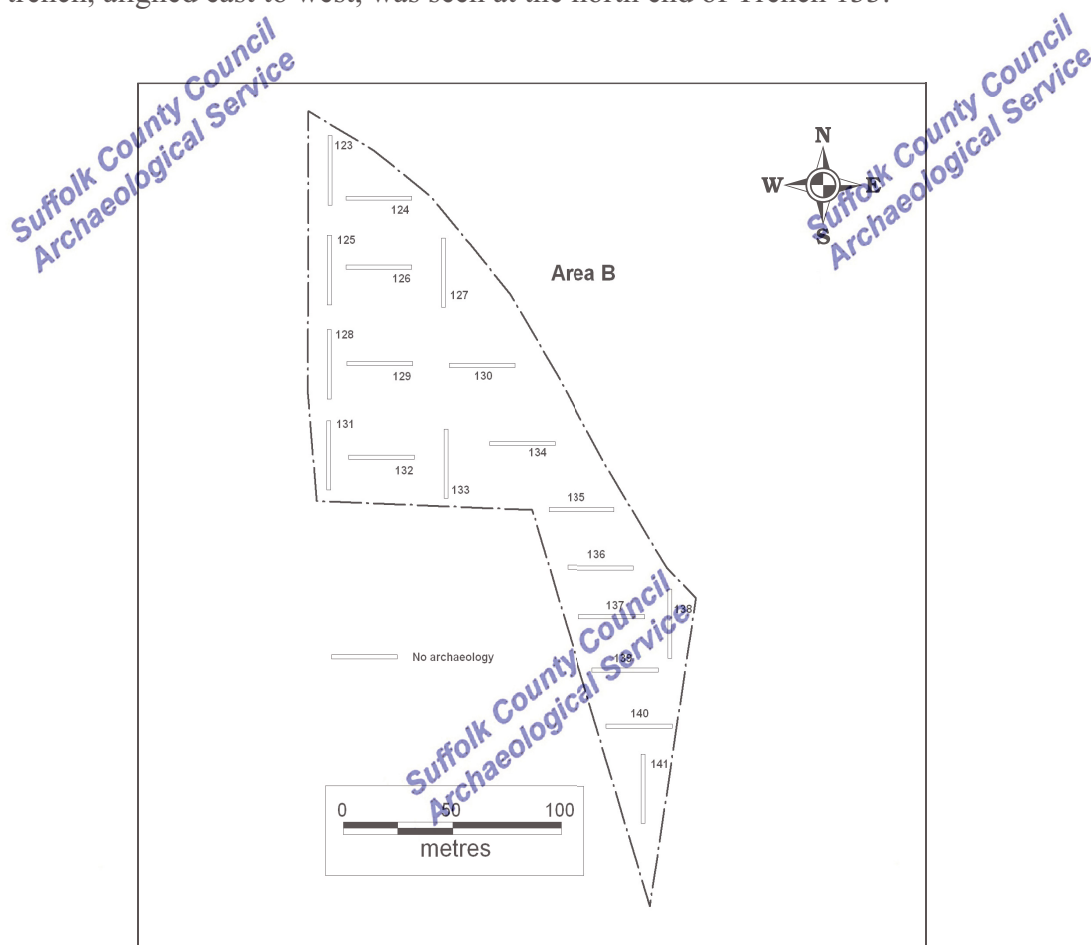 trench, aligned east to west, was seen at the north end of Trench 133.
Suffolk County Council
Archaeological Service
Suffolk County Council
Archaeological Service
N
W E
S
123
124
125
126
127
Area B
128
129
130
131
132
133
134
135
136
137
138
139
No archaeology
Suffolk County Council
Archaeological Service
140
141
0 50 100
metres